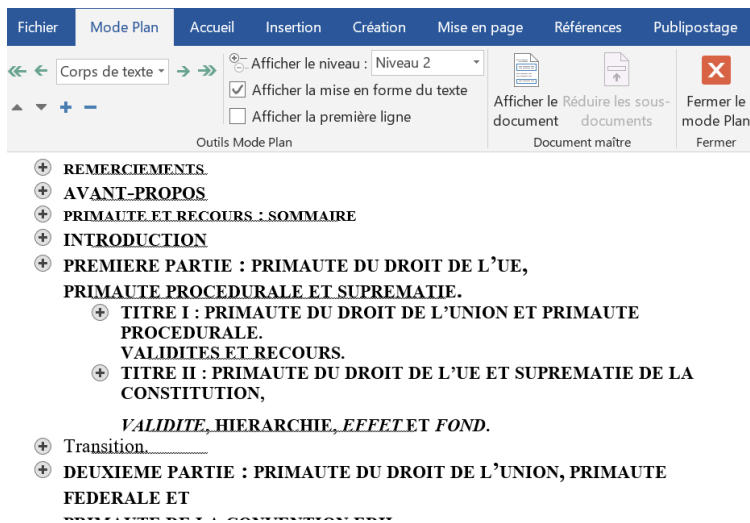 Fichier Mode Plan Accueil Insertion Création Mise en page Références Publipostage
Corps de texte
Afficher le niveau : Niveau 2
Afficher la mise en forme du texte
Afficher la première ligne
Outils Mode Plan
Afficher le document
Réduire les sous-documents
Document maître
Fermer le mode Plan
Fermer
REMERCIEMENTS
AVANT-PROPOS
PRIMAUTE ET RECOURS : SOMMAIRE
INTRODUCTION
PREMIERE PARTIE : PRIMAUTE DU DROIT DE L’UE,
PRIMAUTE PROCEDURALE ET SUPREMATIE.
TITRE I : PRIMAUTE DU DROIT DE L’UNION ET PRIMAUTE
PROCEDURALE.
VALIDITES ET RECOURS.
TITRE II : PRIMAUTE DU DROIT DE L’UE ET SUPREMATIE DE LA
CONSTITUTION,
VALIDITE, HIERARCHIE, EFFET ET FOND.
Transition.
DEUXIEME PARTIE : PRIMAUTE DU DROIT DE L’UNION, PRIMAUTE
FEDERALE ET
PRIMAUTE DE LA CONVENTION EDH